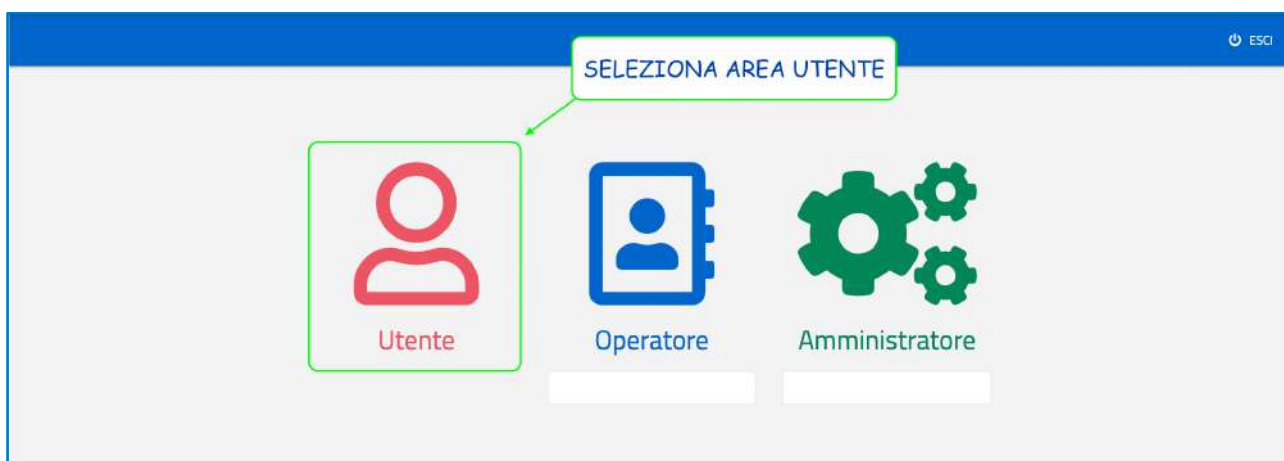 ESCI
SELEZIONA AREA UTENTE
Utente
Operatore
Amministratore